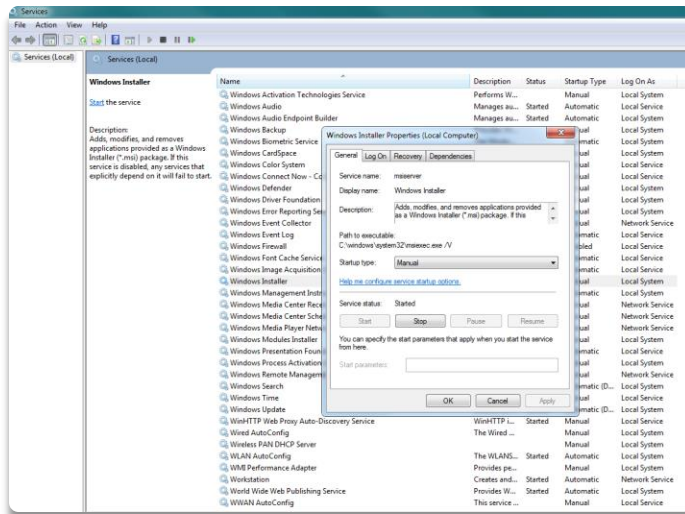 Services
File Action View Help
Services (Local)
Services (Local)
Windows Installer
Start the service
Description:
Adds, modifies, and removes
applications provided as a Windows
Installer (*.msi) package. If this
service is disabled, any services that
explicitly depend on it will fail to start.
Name Description Status Startup Type Log On As
Windows Activation Technologies Service Performs W... Manual Local System
Windows Audio Manages au... Started Automatic Local Service
Windows Audio Endpoint Builder Manages au... Started Automatic Local System
Windows Backup Local System
Windows Biometric Service Local System
Windows CardSpace Local System
Windows Color System Local Service
Windows Connect Now - Co Local Service
Windows Defender Local System
Windows Driver Foundation Local System
Windows Error Reporting Se Local System
Windows Event Collector Network Service
Windows Event Log Local Service
Windows Firewall Local Service
Windows Font Cache Service Local Service
Windows Image Acquisition Local Service
Windows Installer Local System
Windows Management Inst Local System
Windows Media Center Rece Network Service
Windows Media Center Sche Network Service
Windows Media Player Netw Network Service
Windows Modules Installer Local System
Windows Presentation Foun Local Service
Windows Process Activation Local System
Windows Remote Managem Network Service
Windows Search Local System
Windows Time Local Service
Windows Update Local System
WinHTTP Web Proxy Auto-Discovery Service WinHTTP i... Started Manual Local Service
Wired AutoConfig The Wired ... Manual Local System
Wireless PAN DHCP Server Manual Local System
WLAN AutoConfig The WLANS... Started Automatic Local System
WMI Performance Adapter Provides pe... Manual Local System
Workstation Creates and... Started Automatic Network Service
World Wide Web Publishing Service Provides W... Started Automatic Local System
WWAN AutoConfig This service ... Manual Local Service
Windows Installer Properties (Local Computer)
General Log On Recovery Dependencies
Service name: msiserver
Display name: Windows Installer
Description: Adds, modifies, and removes applications provided
as a Windows Installer (*.msi) package. If this
Path to executable:
C:\windows\system32\msiexec.exe /V
Startup type: Manual
Help me configure service startup options.
Service status: Started
Start Stop Pause Resume
You can specify the start parameters that apply when you start the service
from here.
Start parameters:
OK Cancel Apply